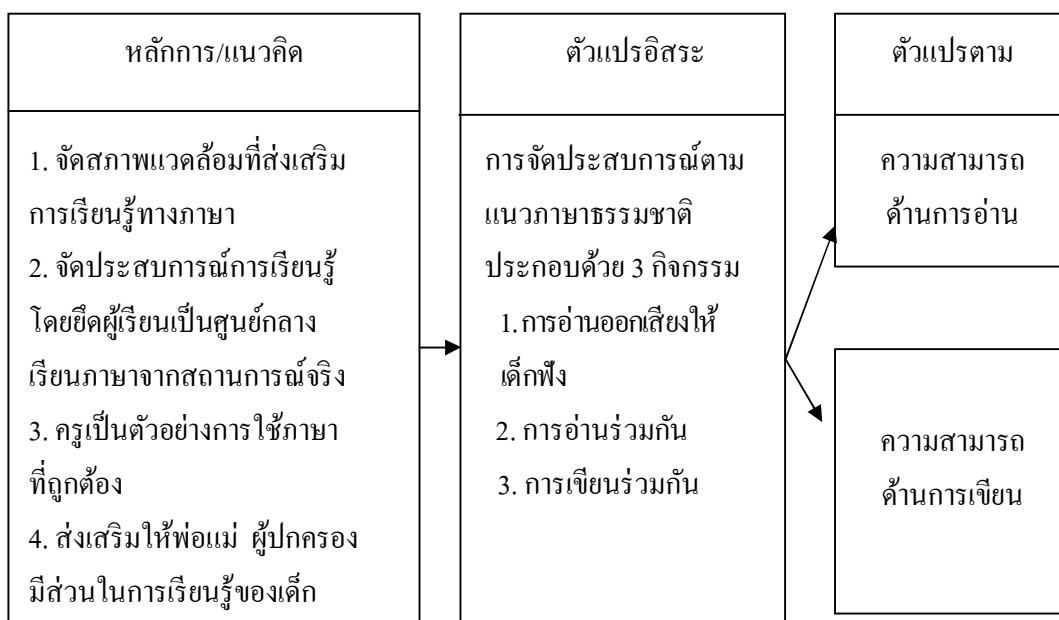 หลักการ/แนวคิด
1. จัดสภาพแวดล้อมที่ส่งเสริม
การเรียนรู้ทางภาษา
2. จัดประสบการณ์การเรียนรู้
โดยยึดผู้เรียนเป็นศูนย์กลาง
เรียนภาษาจากสถานการณ์จริง
3. ครูเป็นตัวอย่างการใช้ภาษา
ที่ถูกต้อง
4. ส่งเสริมให้พ่อแม่ ผู้ปกครอง
มีส่วนในการเรียนรู้ของเด็ก
ตัวแปรอิสระ
การจัดประสบการณ์ตาม
แนวภาษาธรรมชาติ
ประกอบด้วย 3 กิจกรรม
1.การอ่านออกเสียงให้
เด็กฟัง
2. การอ่านร่วมกัน
3. การเขียนร่วมกัน
ตัวแปรตาม
ความสามารถ
ด้านการอ่าน
ความสามารถ
ด้านการเขียน